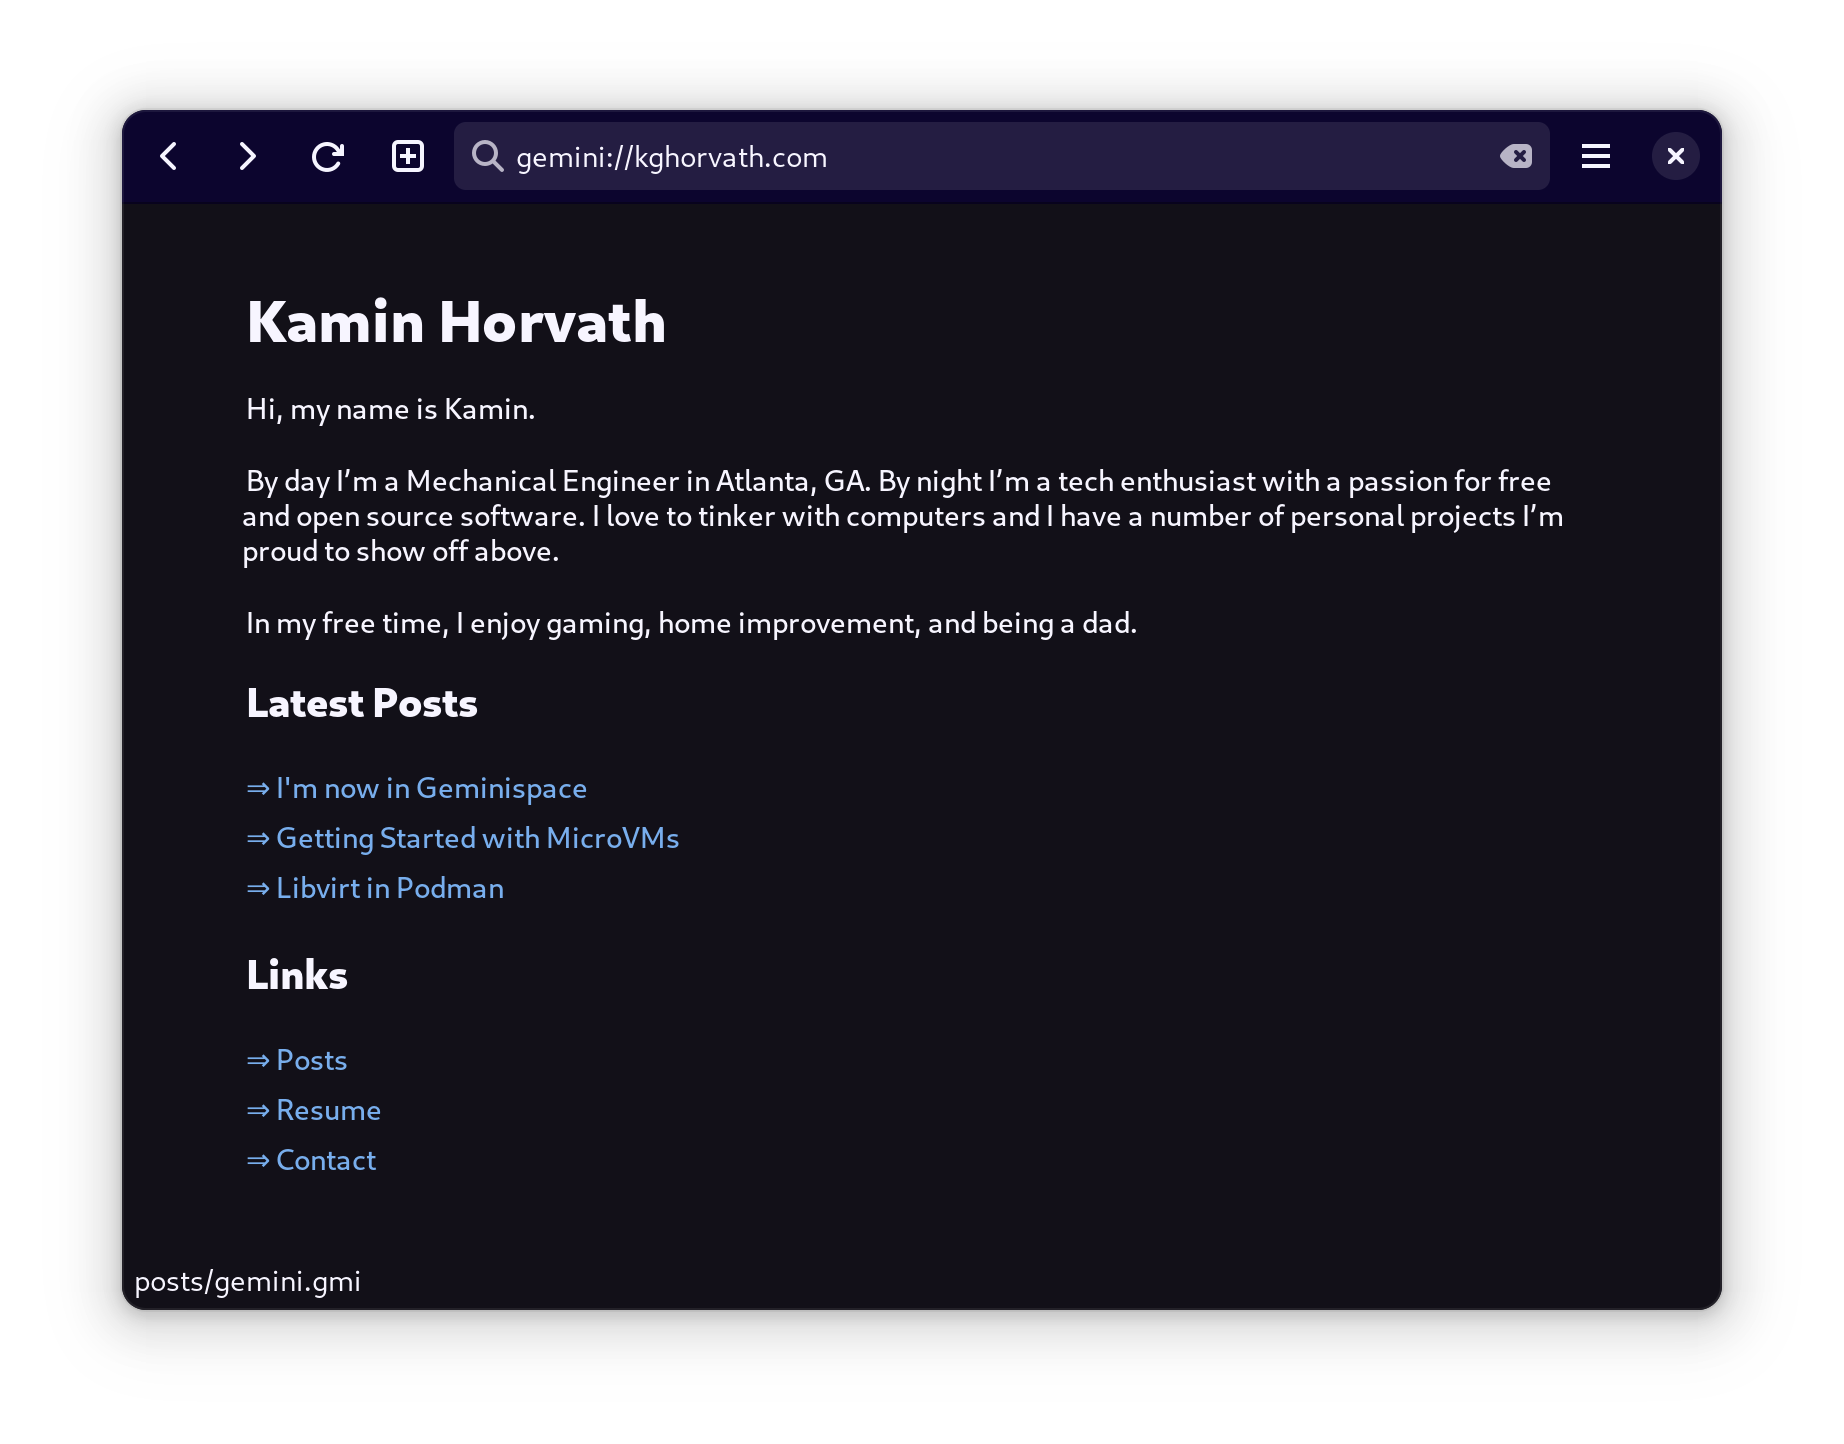 gemini://kghorvath.com
Kamin Horvath
Hi, my name is Kamin.
By day I’m a Mechanical Engineer in Atlanta, GA. By night I’m a tech enthusiast with a passion for free
and open source software. I love to tinker with computers and I have a number of personal projects I’m
proud to show off above.
In my free time, I enjoy gaming, home improvement, and being a dad.
Latest Posts
⇒ I'm now in Geminispace
⇒ Getting Started with MicroVMs
⇒ Libvirt in Podman
Links
⇒ Posts
⇒ Resume
⇒ Contact
posts/gemini.gmi